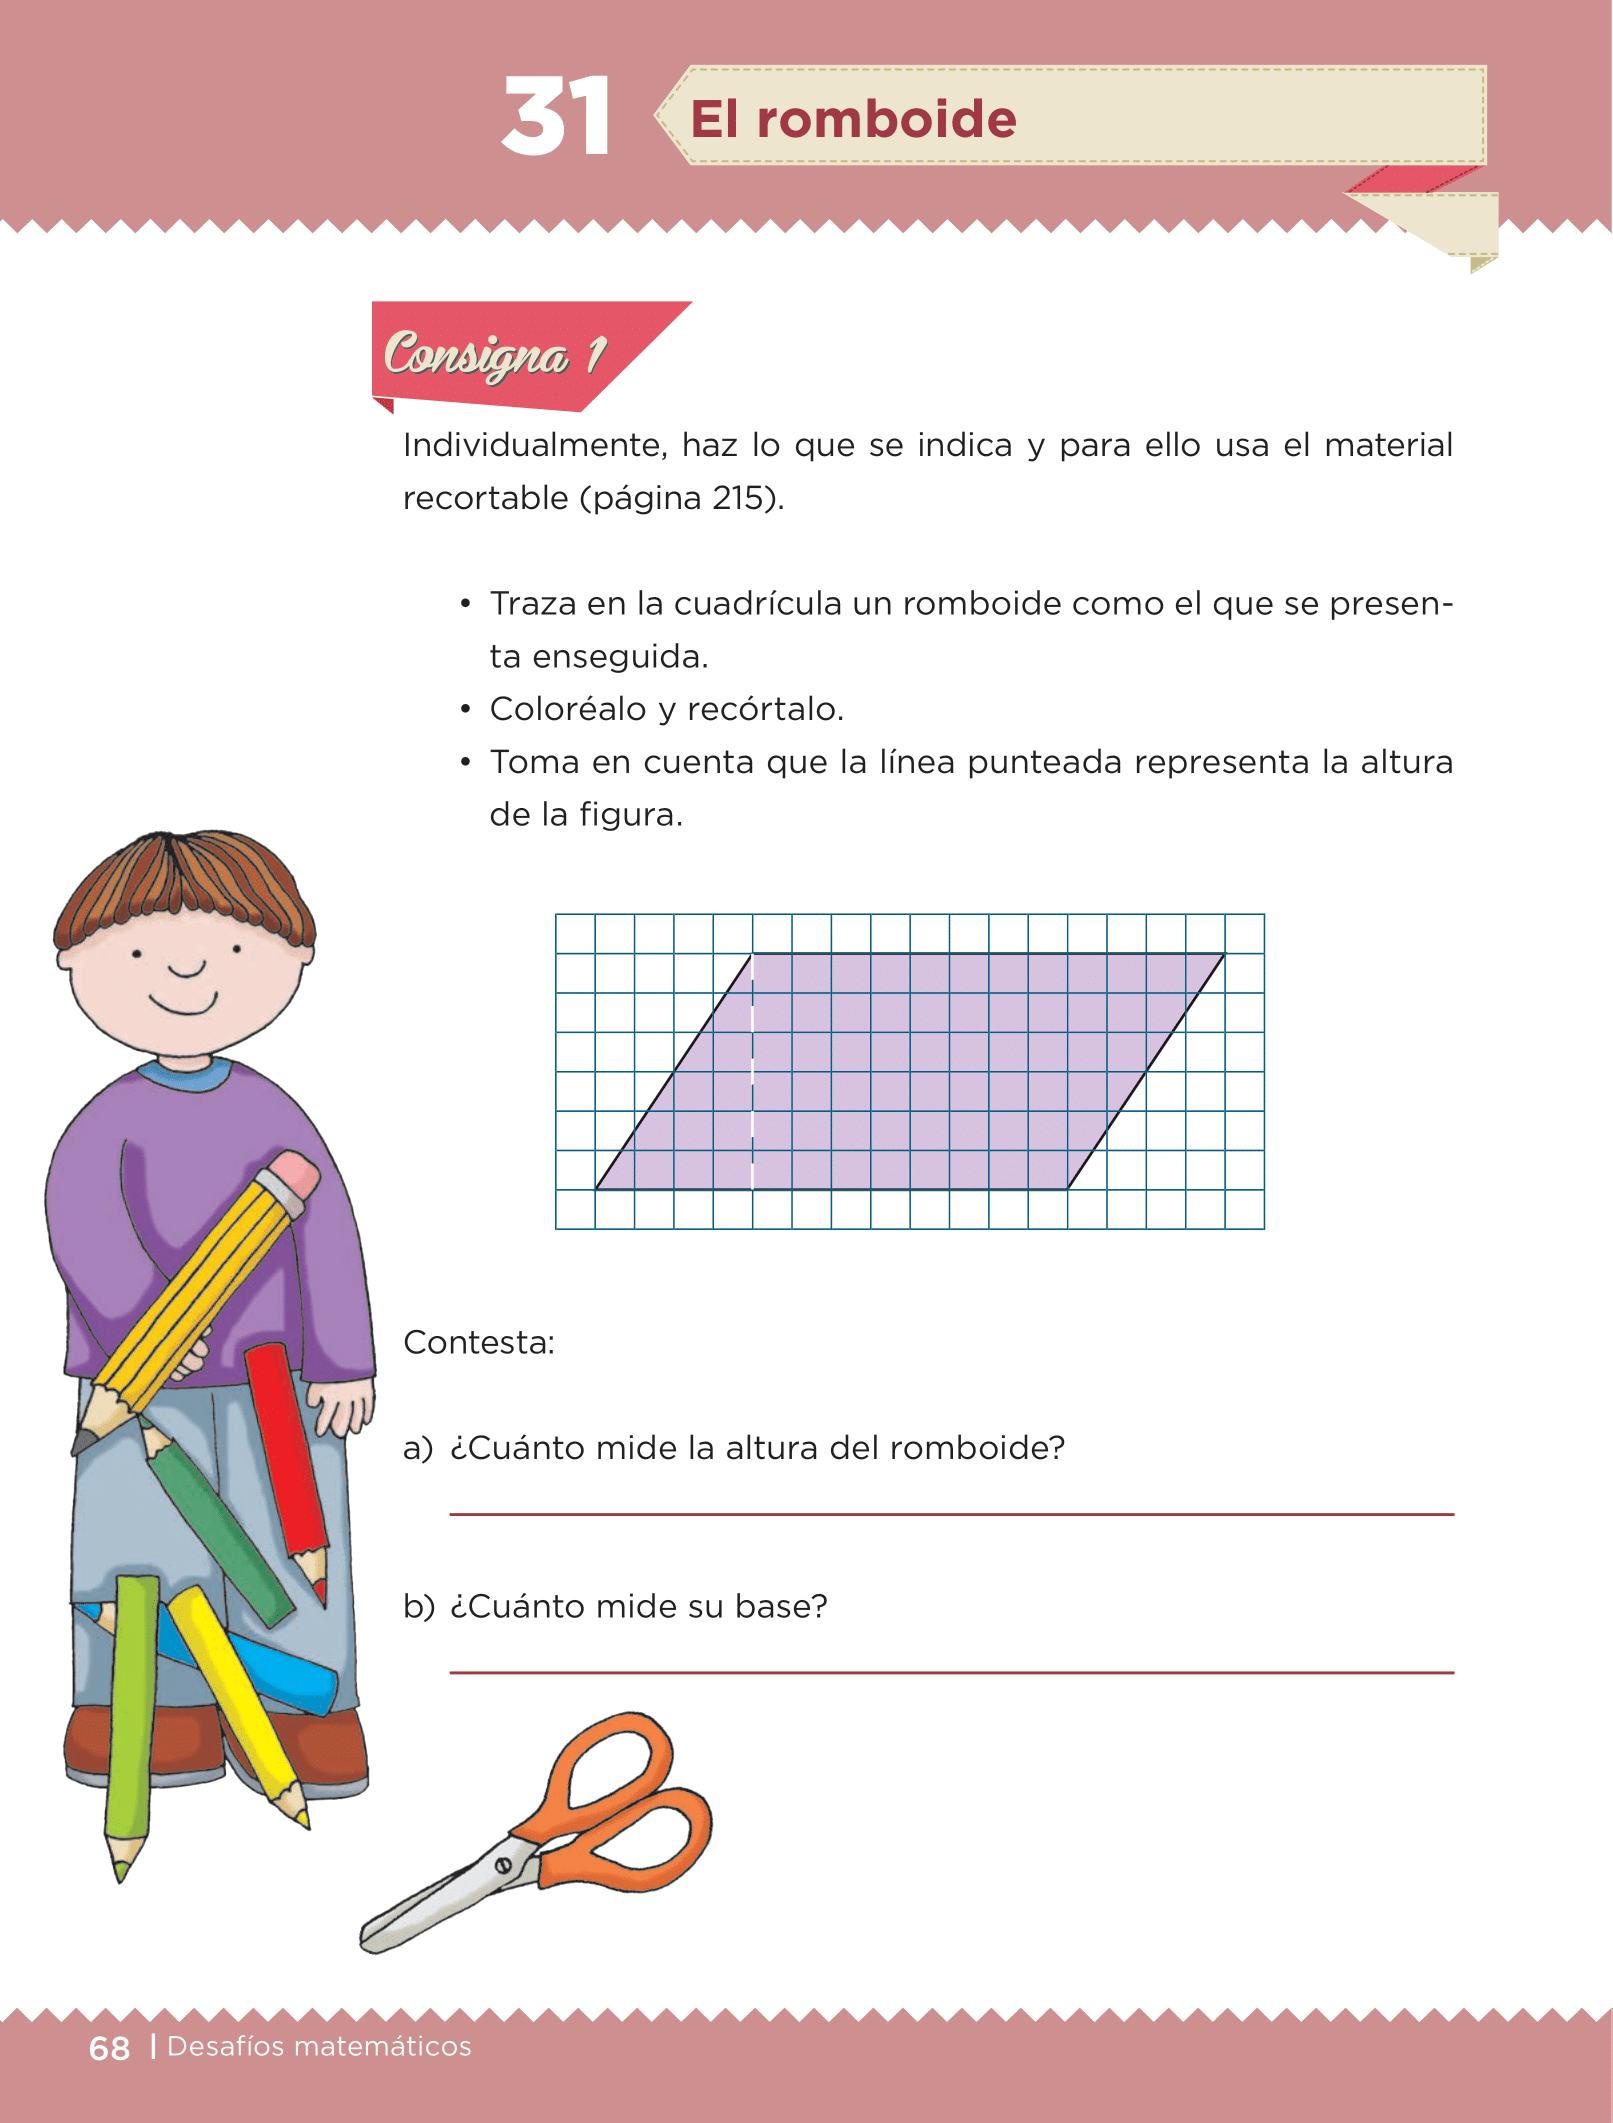 31
El romboide
Consigna 1
Individualmente, haz lo que se indica y para ello usa el material
recortable (página 215).
• Traza en la cuadrícula un romboide como el que se presen-
ta enseguida.
• Coloréalo y recórtalo.
• Toma en cuenta que la línea punteada representa la altura
de la figura.
Contesta:
a) ¿Cuánto mide la altura del romboide?
b) ¿Cuánto mide su base?
68 | Desafíos matemáticos